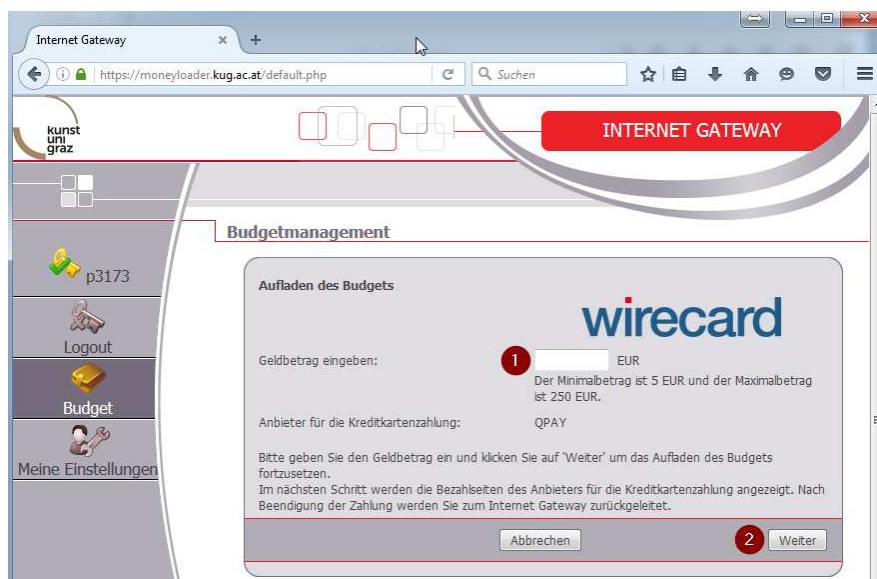 Internet Gateway
https://moneyloader.kug.ac.at/default.php
Suchen
kunst
uni
graz
INTERNET GATEWAY
Budgetmanagement
p3173
Logout
Budget
Meine Einstellungen
Aufladen des Budgets
wirecard
Geldbetrag eingeben:
1
EUR
Der Minimalbetrag ist 5 EUR und der Maximalbetrag
ist 250 EUR.
Anbieter für die Kreditkartenzahlung:
QPAY
Bitte geben Sie den Geldbetrag ein und klicken Sie auf 'Weiter' um das Aufladen des Budgets
fortzusetzen.
Im nächsten Schritt werden die Bezahlseiten des Anbieters für die Kreditkartenzahlung angezeigt. Nach
Beendigung der Zahlung werden Sie zum Internet Gateway zurückgeleitet.
Abbrechen
2
Weiter